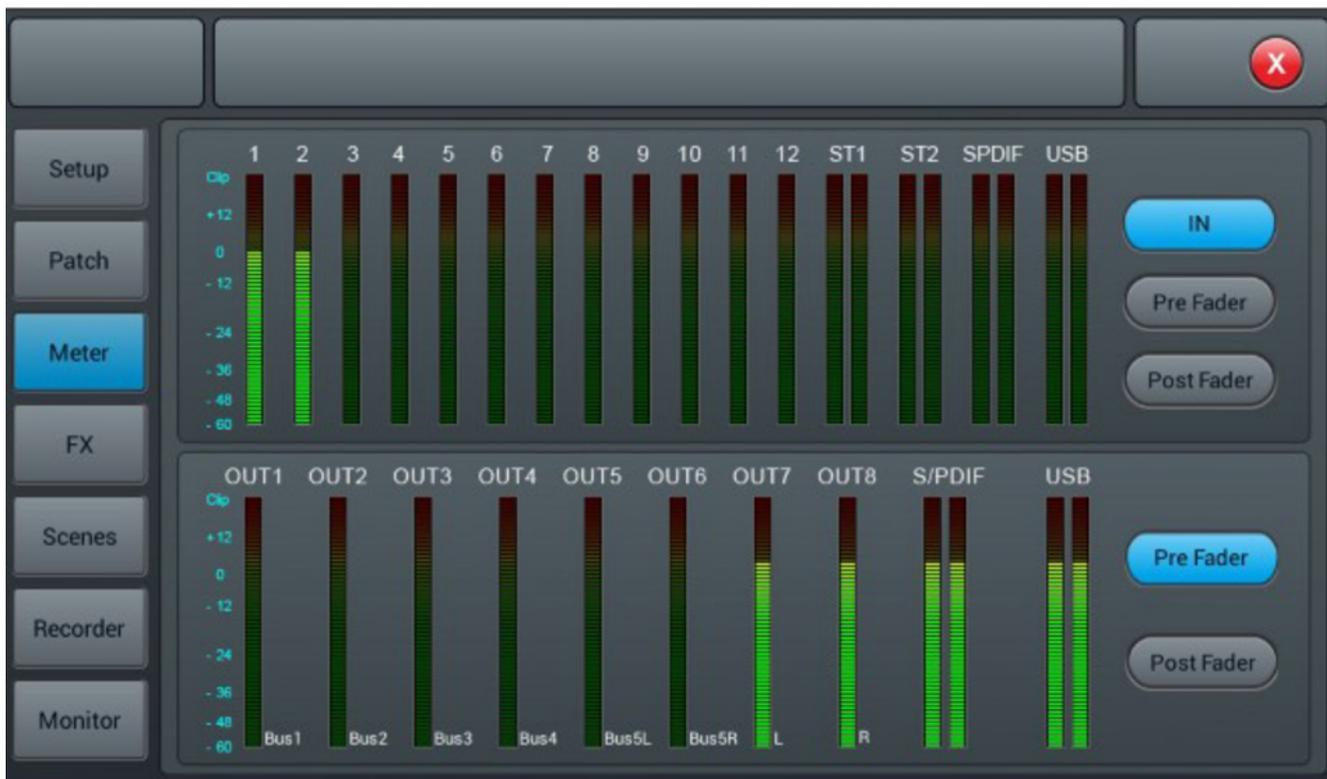 X
Setup
Patch
Meter
FX
Scenes
Recorder
Monitor
1 2 3 4 5 6 7 8 9 10 11 12 ST1 ST2 SPDIF USB
Clip
+12
0
- 12
- 24
- 36
- 48
- 60
IN
Pre Fader
Post Fader
OUT1 OUT2 OUT3 OUT4 OUT5 OUT6 OUT7 OUT8 S/PDIF USB
Clip
+12
0
- 12
- 24
- 36
- 48
- 60
Bus1 Bus2 Bus3 Bus4 Bus5L Bus5R L R
Pre Fader
Post Fader